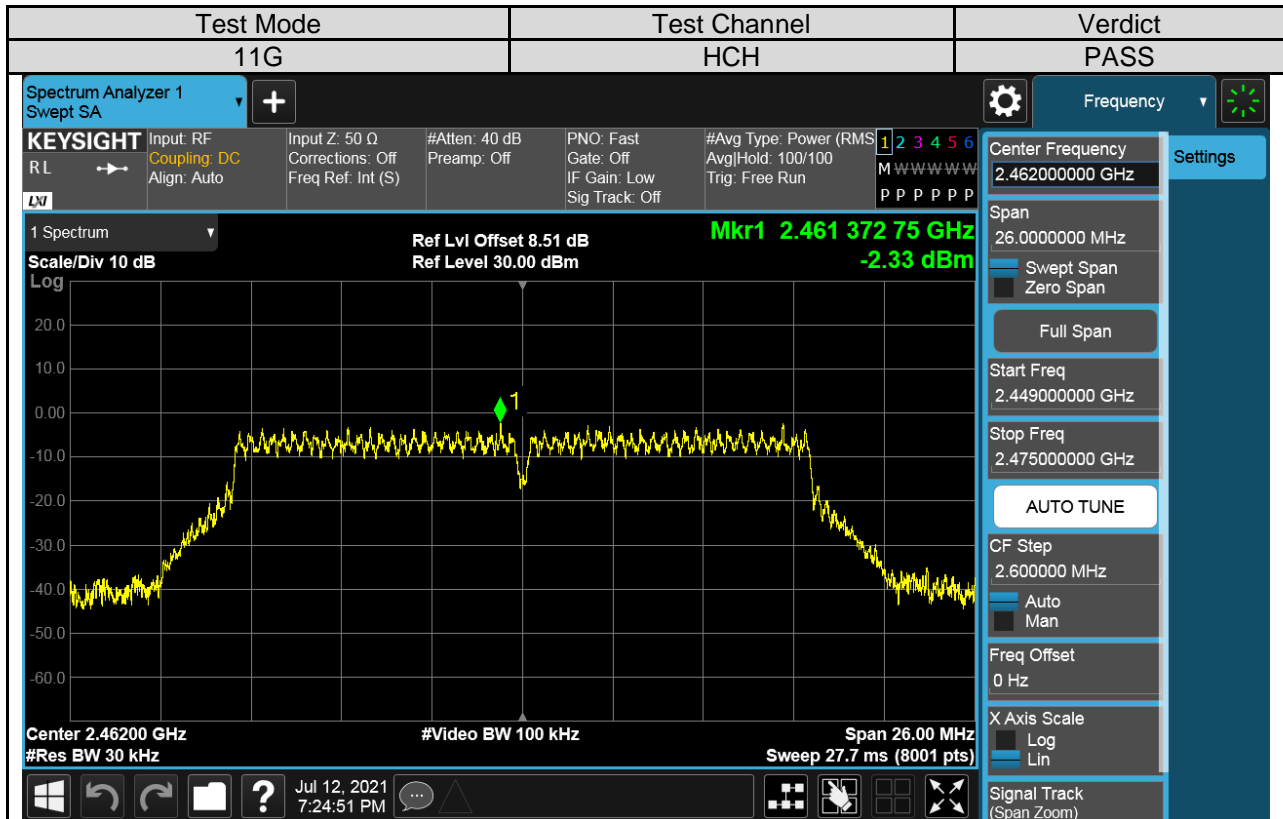 Test Mode Test Channel Verdict
11G HCH PASS
Spectrum Analyzer 1
Swept SA
Frequency
KEYSIGHT Input: RF Input Z: 50 Ω #Atten: 40 dB PNO: Fast #Avg Type: Power (RMS 1 2 3 4 5 6
RL Coupling: DC Corrections: Off Preamp: Off Gate: Off Avg|Hold: 100/100 M W W W W W
Align: Auto Freq Ref: Int (S) IF Gain: Low Trig: Free Run
LXI Sig Track: Off P P P P P P
1 Spectrum
Ref Lvl Offset 8.51 dB Mkr1 2.461 372 75 GHz
Scale/Div 10 dB Ref Level 30.00 dBm -2.33 dBm
Log
20.0
10.0
0.00
1
-10.0
-20.0
-30.0
-40.0
-50.0
-60.0
Center 2.46200 GHz #Video BW 100 kHz Span 26.00 MHz
#Res BW 30 kHz Sweep 27.7 ms (8001 pts)
Center Frequency
2.462000000 GHz
Settings
Span
26.0000000 MHz
Swept Span
Zero Span
Full Span
Start Freq
2.449000000 GHz
Stop Freq
2.475000000 GHz
AUTO TUNE
CF Step
2.600000 MHz
Auto
Man
Freq Offset
0 Hz
X Axis Scale
Log
Lin
Signal Track
(Span Zoom)
?
Jul 12, 2021
7:24:51 PM